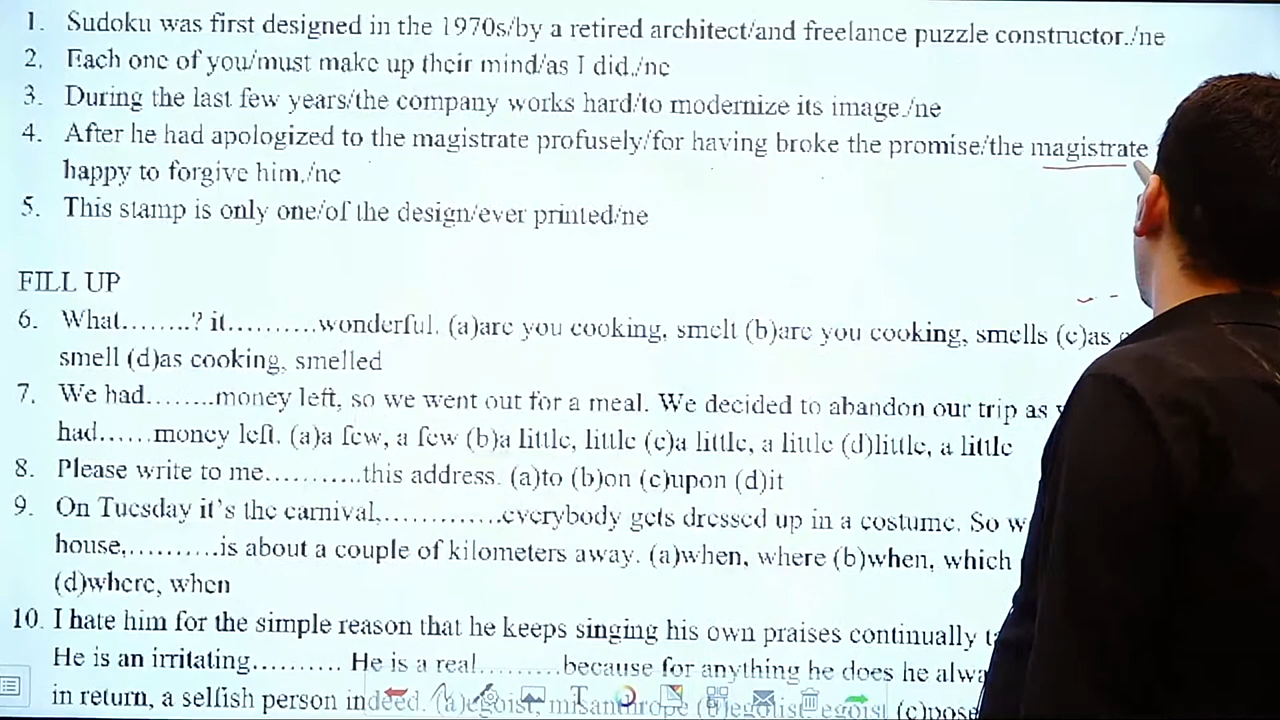 1. Sudoku was first designed in the 1970s/by a retired architect/and freelance puzzle constructor./ne
2. Each one of you/must make up their mind/as I did./ne
3. During the last few years/the company works hard/to modernize its image./ne
4. After he had apologized to the magistrate profusely/for having broke the promise/the magistrate
happy to forgive him./ne
5. This stamp is only one/of the design/ever printed/ne
FILL UP
6. What........? it..........wonderful. (a)are you cooking, smelt (b)are you cooking, smells (c)as
smell (d)as cooking, smelled
7. We had........money left, so we went out for a meal. We decided to abandon our trip as
had......money left. (a)a few, a few (b)a little, little (c)a little, a little (d)little, a little
8. Please write to me...........this address. (a)to (b)on (c)upon (d)it
9. On Tuesday it's the carnival,.............everybody gets dressed up in a costume. So
house,..........is about a couple of kilometers away. (a)when, where (b)when, which
(d)where, when
10. I hate him for the simple reason that he keeps singing his own praises continually
He is an irritating.......... He is a real.........because for anything he does he
in return, a selfish person indeed. (a)egoist, misanthrope (b)egotist, egoist (c)